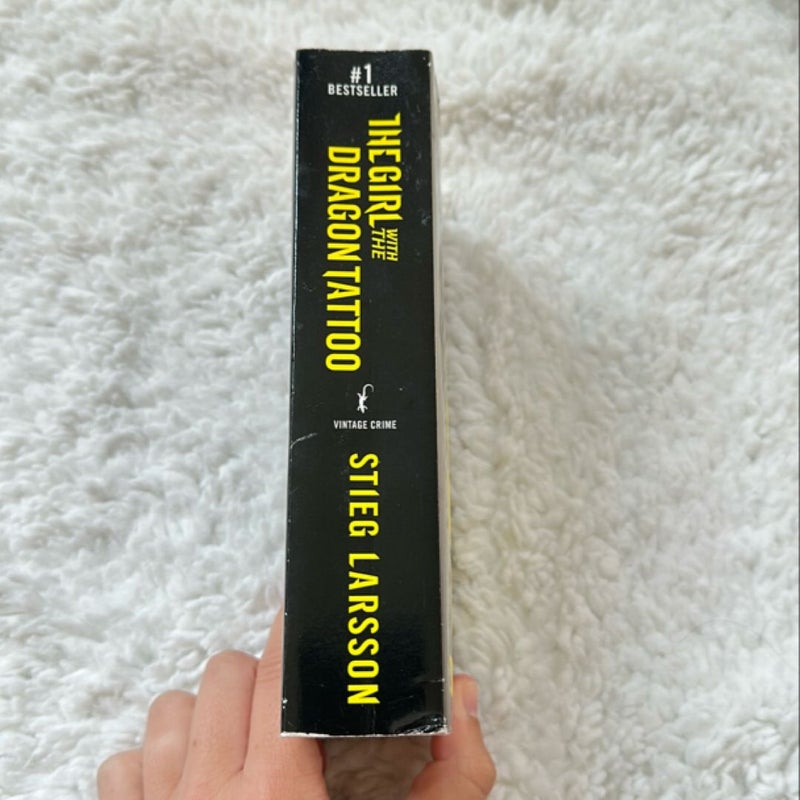 #1
BESTSELLER
THE GIRL
WITH
THE
DRAGON TATTOO
VINTAGE CRIME
STIEG LARSSON